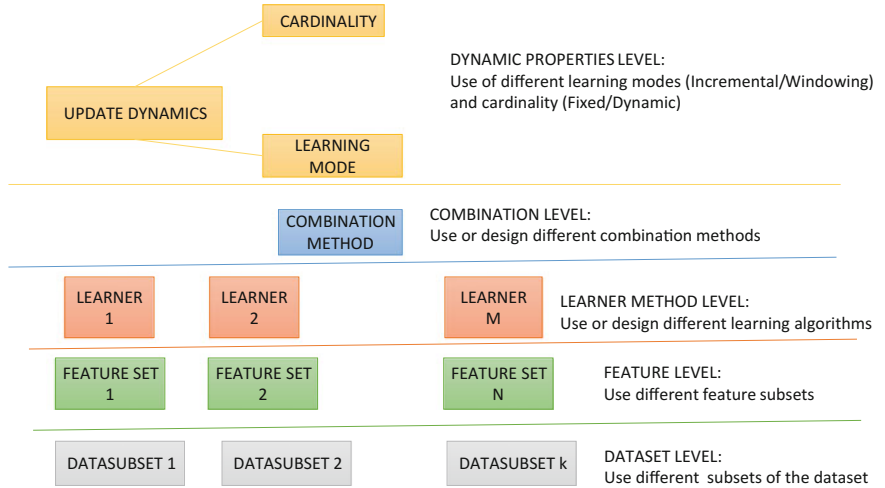 CARDINALITY
UPDATE DYNAMICS
LEARNING
MODE
DYNAMIC PROPERTIES LEVEL:
Use of different learning modes (Incremental/Windowing)
and cardinality (Fixed/Dynamic)
COMBINATION
METHOD
COMBINATION LEVEL:
Use or design different combination methods
LEARNER
1
LEARNER
2
LEARNER
M
LEARNER METHOD LEVEL:
Use or design different learning algorithms
FEATURE SET
1
FEATURE SET
2
FEATURE SET
N
FEATURE LEVEL:
Use different feature subsets
DATASUBSET 1
DATASUBSET 2
DATASUBSET k
DATASET LEVEL:
Use different subsets of the dataset